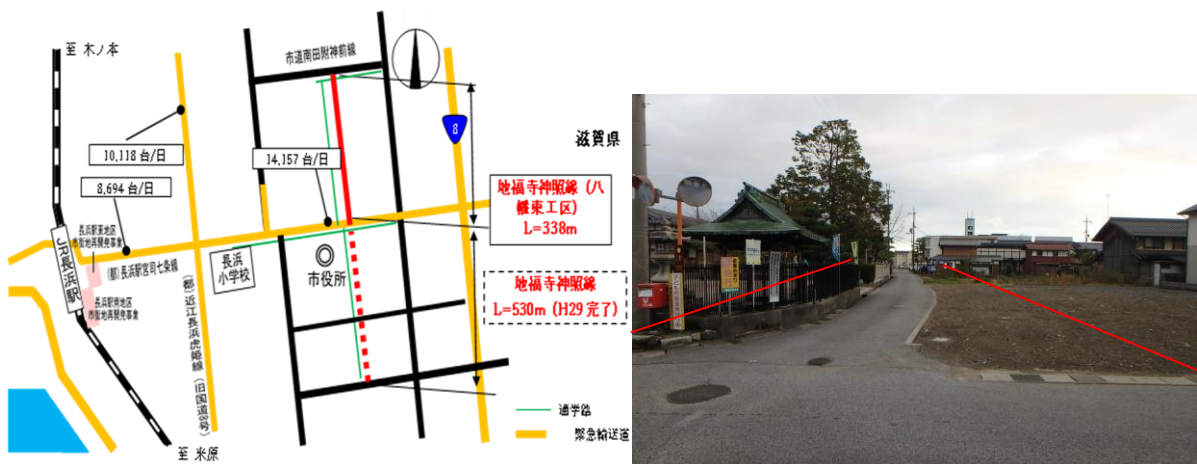 至 木ノ本
市道南田附神前線
10,118 台/日
8,694 台/日
14,157 台/日
8
滋賀県
地福寺神照線 (八
幡東工区)
L=338m
長浜駅東地区
市街地再開発事業
JR長浜駅
(都) 長浜駅宮司七条線
長浜
小学校
市役所
地福寺神照線
L=530m (H29 完了)
長浜駅南地区
市街地再開発事業
(都) 近江長浜虎姫線 (旧国道8号)
通学路
緊急輸送道
至 米原